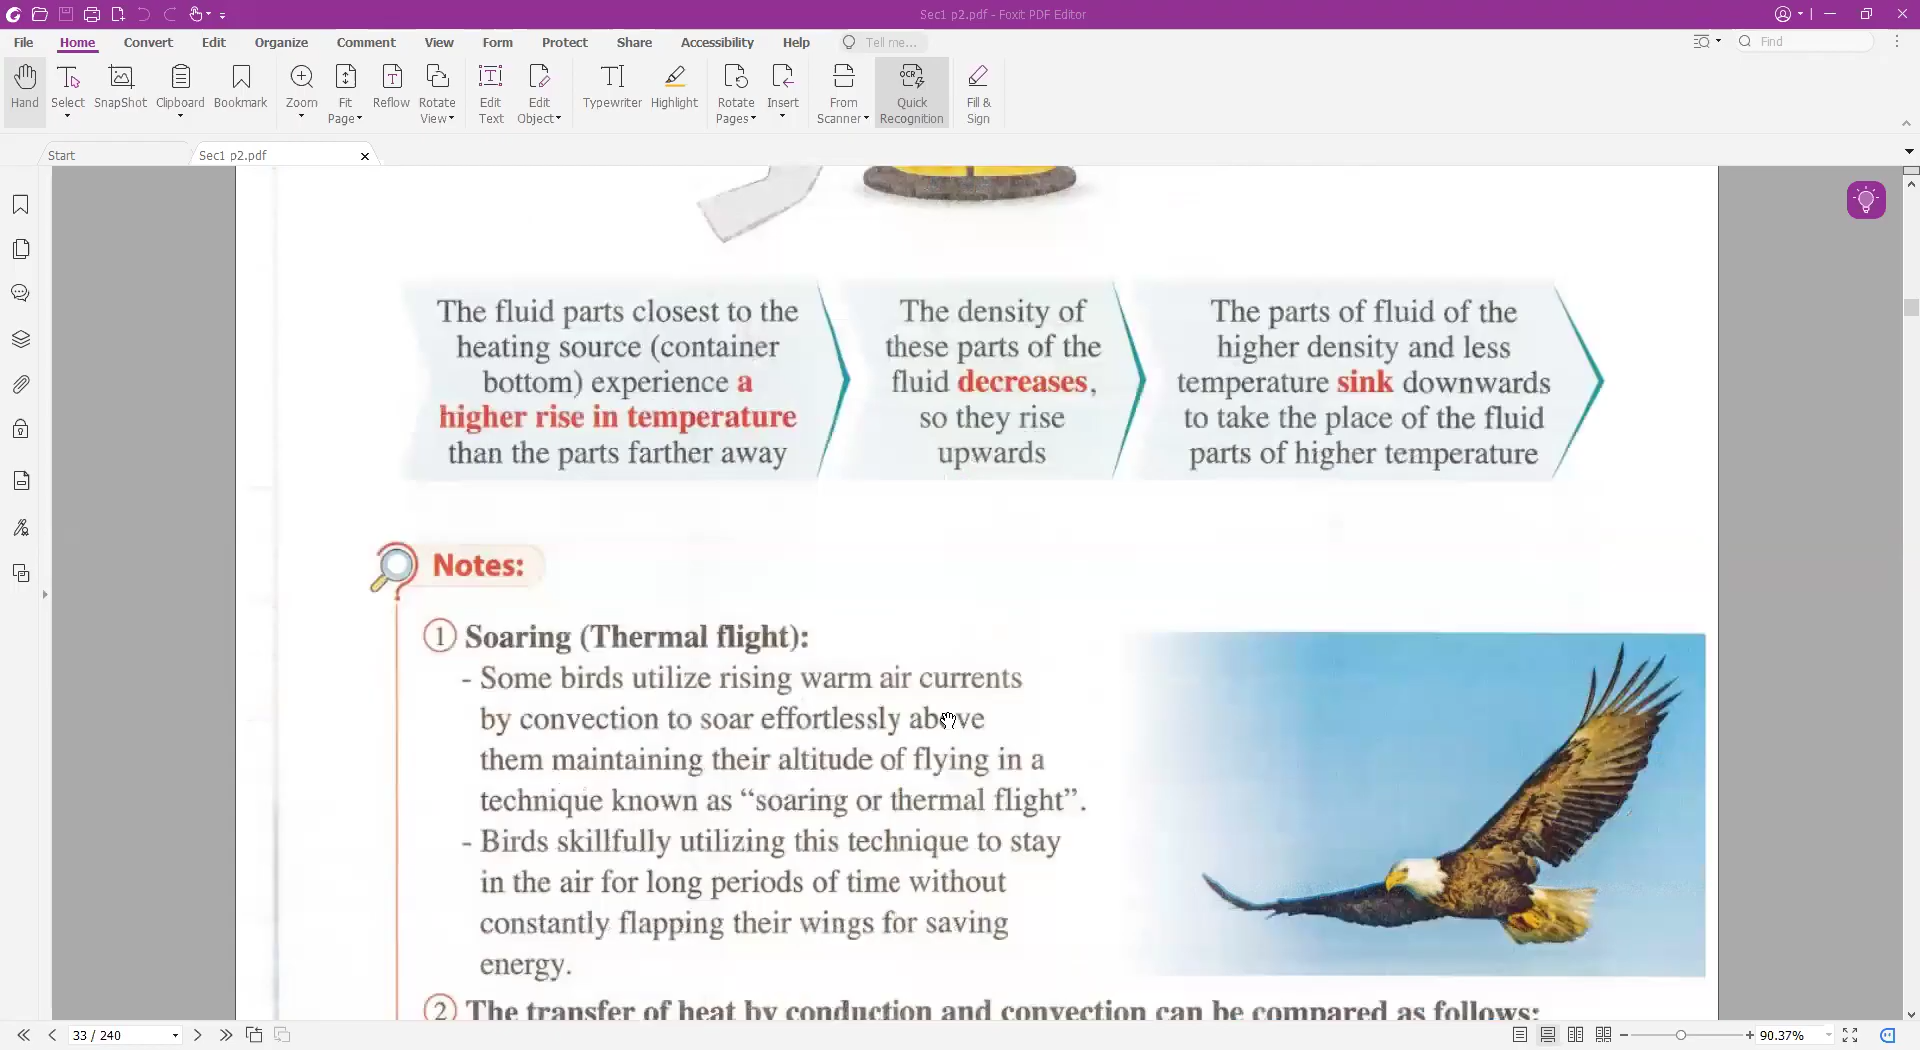 Sec1 p2.pdf - Foxit PDF Editor
File Home Convert Edit Organize Comment View Form Protect Share Accessibility Help Tell me... Find
Hand Select SnapShot Clipboard Bookmark Zoom Fit Page Reflow Rotate View Edit Text Edit Object Typewriter Highlight Rotate Pages Insert From Scanner OCR Quick Recognition Fill & Sign
Start Sec1 p2.pdf
The fluid parts closest to the
heating source (container
bottom) experience a
higher rise in temperature
than the parts farther away
The density of
these parts of the
fluid decreases,
so they rise
upwards
The parts of fluid of the
higher density and less
temperature sink downwards
to take the place of the fluid
parts of higher temperature
Notes:
1 Soaring (Thermal flight):
- Some birds utilize rising warm air currents
by convection to soar effortlessly above
them maintaining their altitude of flying in a
technique known as “soaring or thermal flight”.
- Birds skillfully utilizing this technique to stay
in the air for long periods of time without
constantly flapping their wings for saving
energy.
2 The transfer of heat by conduction and convection can be compared as follows:
33 / 240 90.37%